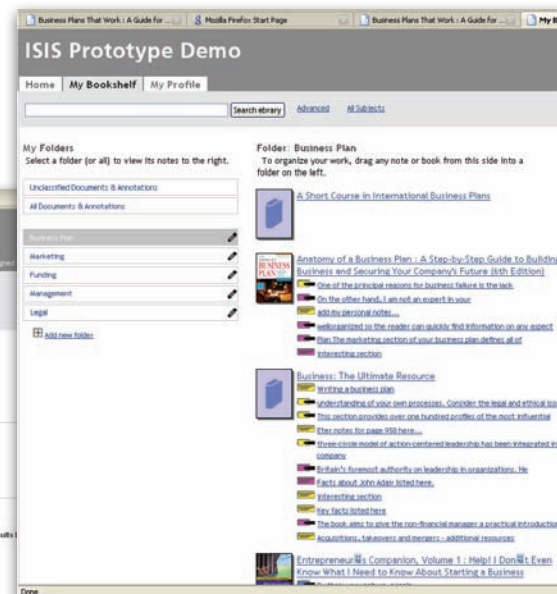 Business Plans That Work : A Guide for ...
Mozilla Firefox Start Page
Business Plans That Work : A Guide for ...
ISIS Prototype Demo
Home My Bookshelf My Profile
Search ebrary Advanced All Subjects
My Folders
Select a folder (or all) to view its notes to the right.
Unclassified Documents & Annotations
All Documents & Annotations
Business Plan
Marketing
Funding
Management
Legal
Add new folder
Folder: Business Plan
To organize your work, drag any note or book from this side into a
folder on the left.
A Short Course in International Business Plans
Anatomy of a Business Plan : A Step-by-Step Guide to Building
Business and Securing Your Company's Future (6th Edition)
One of the principal reasons for business failure is the lack
On the other hand, I am not an expert in your
add my personal notes...
wellorganized so the reader can quickly find information on any aspect
Plan The marketing section of your business plan defines all of
interesting section
Business: The Ultimate Resource
Writing a business plan
understanding of your own processes. Consider the legal and ethical iss
This section provides over one hundred profiles of the most influential
Eter notes for page 958 here...
three-circle model of action-centered leadership has been integrated in
company
Britain's foremost authority on leadership in organizations. He
Facts about John Adair listed here.
interesting section
Key facts listed here
The book aims to give the non-financial manager a practical introduction
Acquisitions, takeovers and mergers - additional resources
Companion, Volume 1 : Help! I Even
Know What I Need to Know About Starting a Business
Done